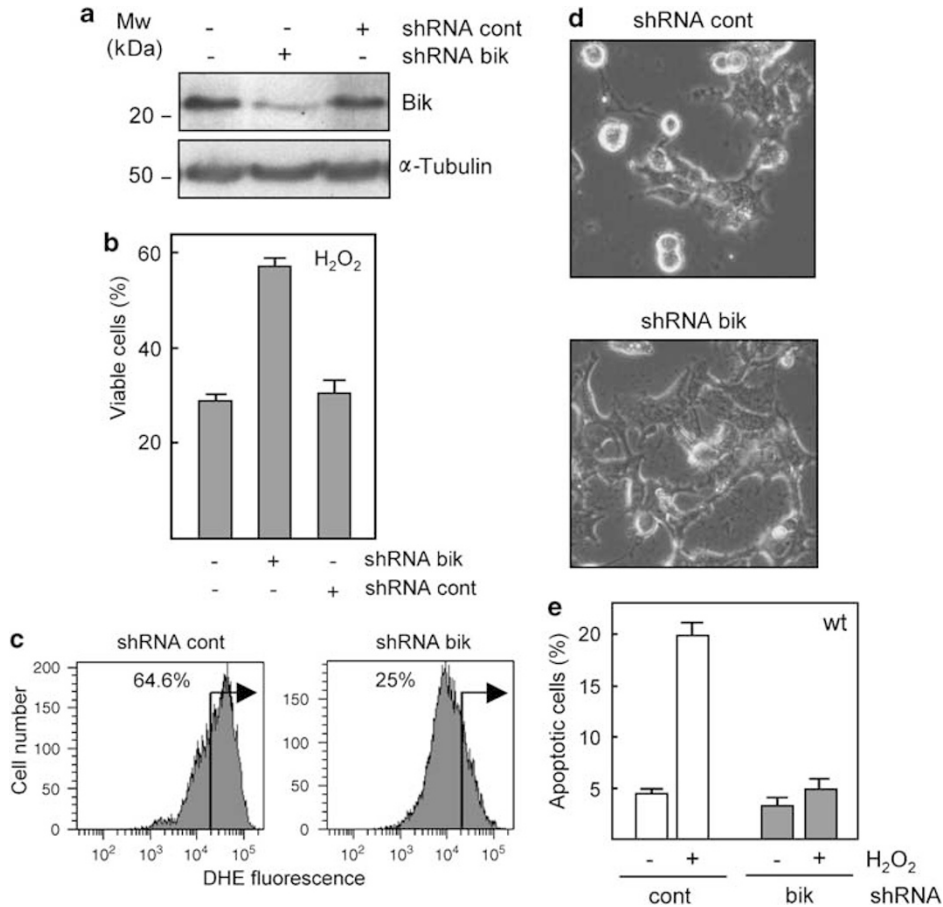 a
Mw (kDa)
- - + shRNA cont
- + - shRNA bik
20 – Bik
50 – α-Tubulin
b
H2O2
Viable cells (%)
60
40
20
- + - shRNA bik
- - + shRNA cont
c
shRNA cont
shRNA bik
64.6%
25%
Cell number
200
150
100
50
0
300
250
200
150
100
50
0
10^2 10^3 10^4 10^5
10^2 10^3 10^4 10^5
DHE fluorescence
d
shRNA cont
shRNA bik
e
wt
Apoptotic cells (%)
20
15
10
5
- + - + H2O2
cont bik shRNA